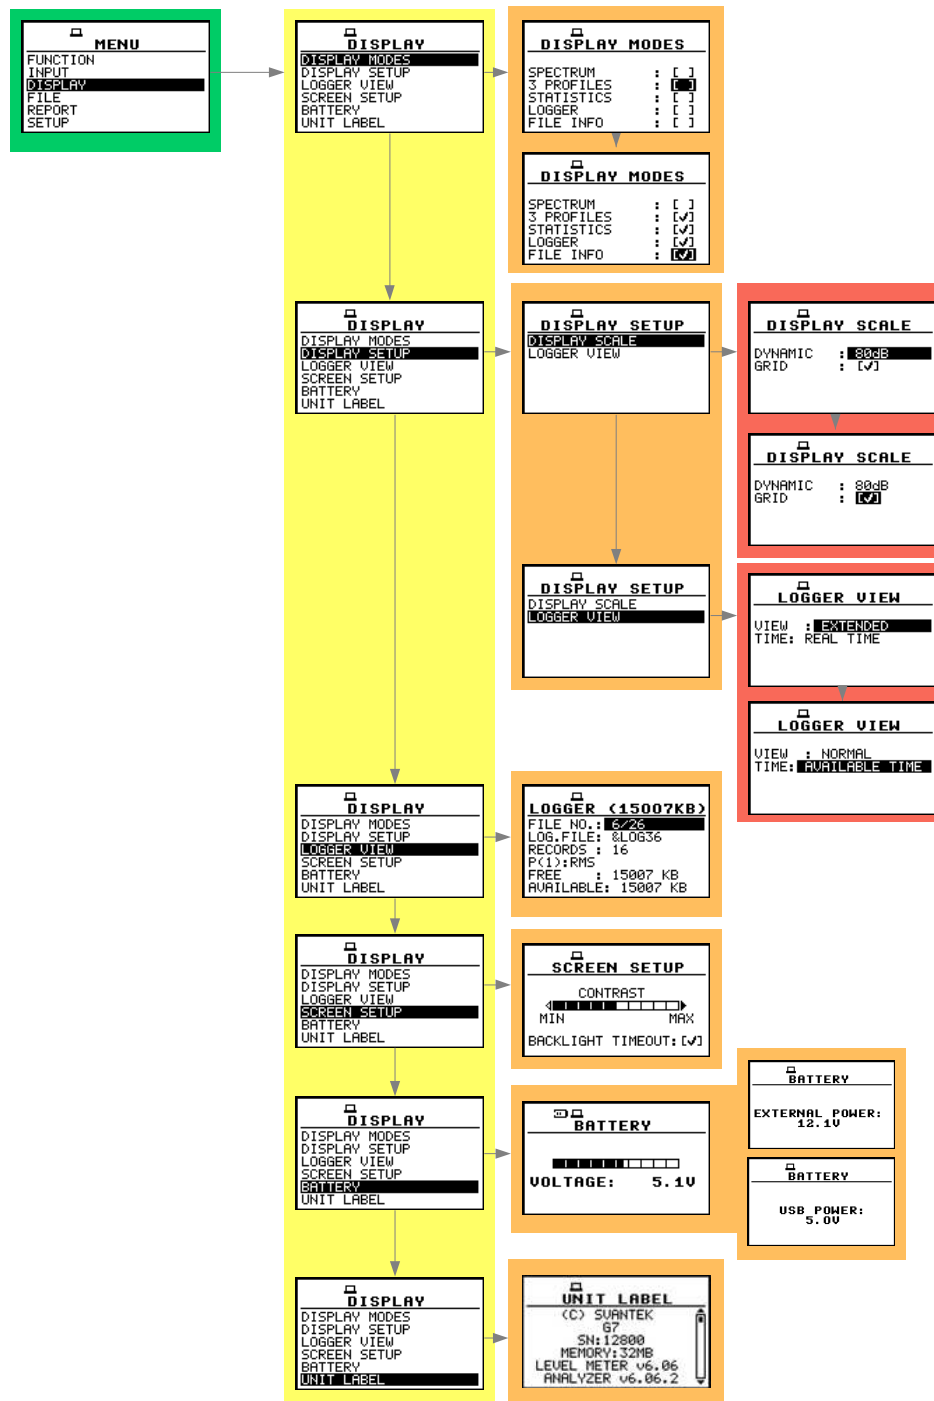 MENU
FUNCTION
INPUT
DISPLAY
FILE
REPORT
SETUP
DISPLAY
DISPLAY MODES
DISPLAY SETUP
LOGGER VIEW
SCREEN SETUP
BATTERY
UNIT LABEL
DISPLAY MODES
SPECTRUM : [ ]
3 PROFILES : [ ]
STATISTICS : [ ]
LOGGER : [ ]
FILE INFO : [ ]
DISPLAY MODES
SPECTRUM : [ ]
3 PROFILES : [✓]
STATISTICS : [✓]
LOGGER : [✓]
FILE INFO : [✓]
DISPLAY
DISPLAY MODES
DISPLAY SETUP
LOGGER VIEW
SCREEN SETUP
BATTERY
UNIT LABEL
DISPLAY SETUP
DISPLAY SCALE
LOGGER VIEW
DISPLAY SCALE
DYNAMIC : 80dB
GRID : [✓]
DISPLAY SCALE
DYNAMIC : 80dB
GRID : [✓]
DISPLAY SETUP
DISPLAY SCALE
LOGGER VIEW
LOGGER VIEW
VIEW : EXTENDED
TIME: REAL TIME
LOGGER VIEW
VIEW : NORMAL
TIME: AVAILABLE TIME
DISPLAY
DISPLAY MODES
DISPLAY SETUP
LOGGER VIEW
SCREEN SETUP
BATTERY
UNIT LABEL
LOGGER (15007KB)
FILE NO.: 6/26
LOG.FILE: &LOG36
RECORDS : 16
P(1):RMS
FREE : 15007 KB
AVAILABLE: 15007 KB
DISPLAY
DISPLAY MODES
DISPLAY SETUP
LOGGER VIEW
SCREEN SETUP
BATTERY
UNIT LABEL
SCREEN SETUP
CONTRAST
MIN MAX
BACKLIGHT TIMEOUT:[✓]
DISPLAY
DISPLAY MODES
DISPLAY SETUP
LOGGER VIEW
SCREEN SETUP
BATTERY
UNIT LABEL
BATTERY
VOLTAGE: 5.1V
BATTERY
EXTERNAL POWER:
12.1V
BATTERY
USB POWER:
5.0V
DISPLAY
DISPLAY MODES
DISPLAY SETUP
LOGGER VIEW
SCREEN SETUP
BATTERY
UNIT LABEL
UNIT LABEL
(C) SVANTEK
G7
SN:12800
MEMORY:32MB
LEVEL METER v6.06
ANALYZER v6.06.2